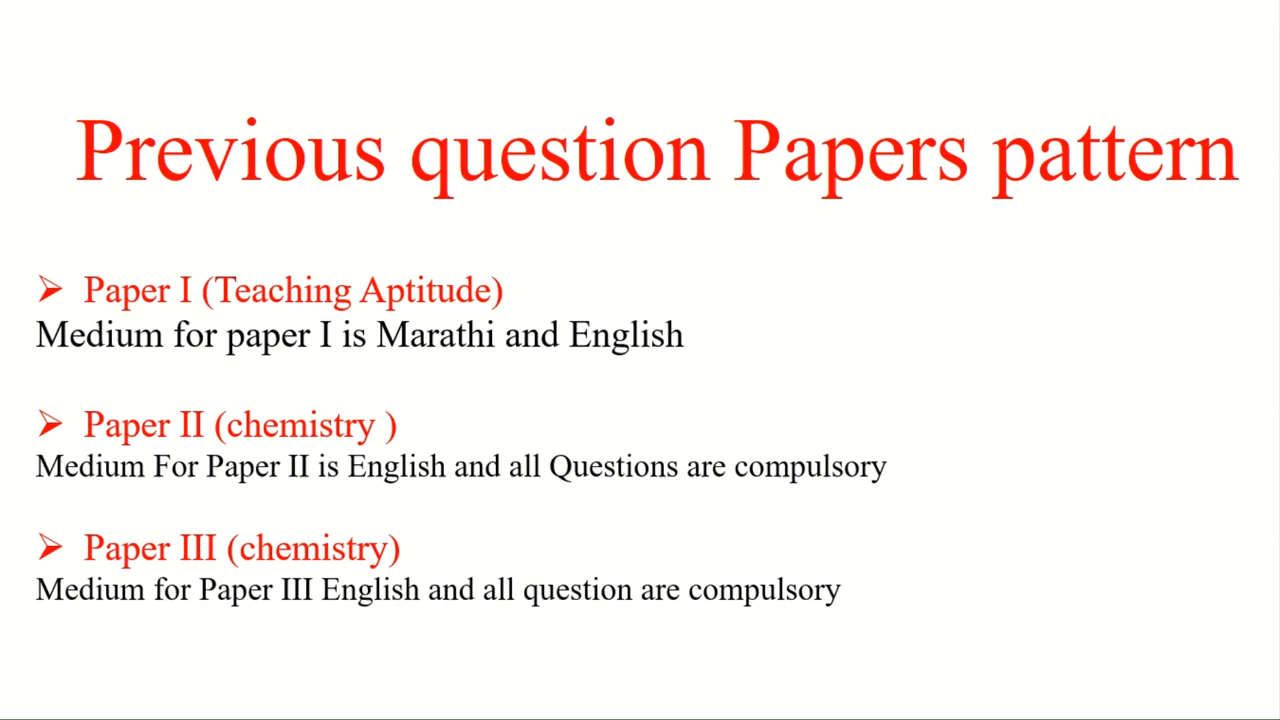 Previous question Papers pattern
➢ Paper I (Teaching Aptitude)
Medium for paper I is Marathi and English
➢ Paper II (chemistry )
Medium For Paper II is English and all Questions are compulsory
➢ Paper III (chemistry)
Medium for Paper III English and all question are compulsory